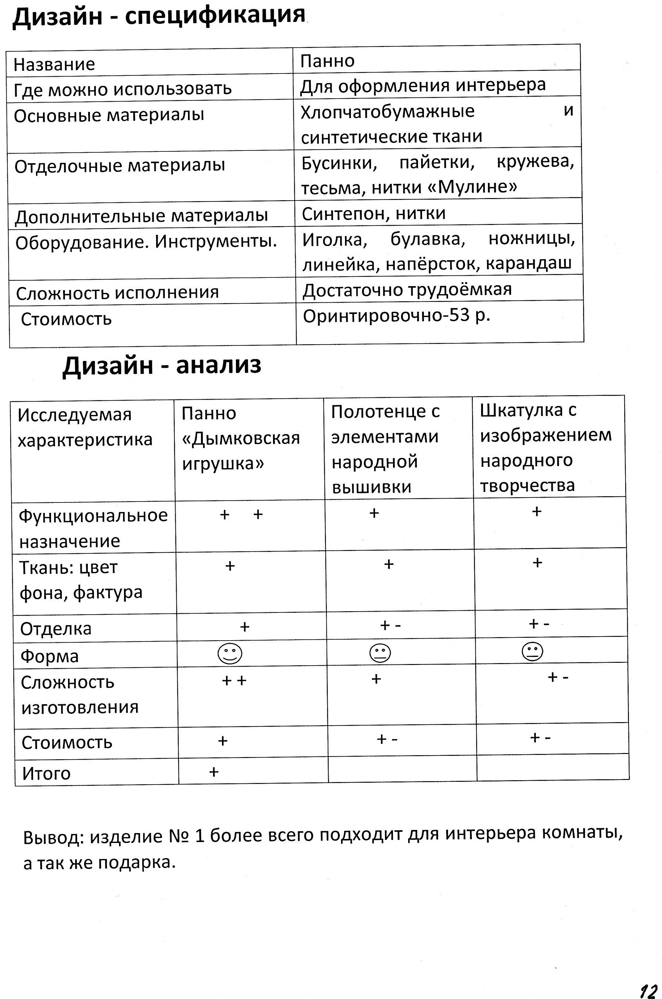 Дизайн - спецификация
Название Панно
Где можно использовать Для оформления интерьера
Основные материалы Хлопчатобумажные и
синтетические ткани
Отделочные материалы Бусинки, пайетки, кружева,
тесьма, нитки «Мулине»
Дополнительные материалы Синтепон, нитки
Оборудование. Инструменты. Иголка, булавка, ножницы,
линейка, напёрсток, карандаш
Сложность исполнения Достаточно трудоёмкая
Стоимость Оринтировочно-53 р.
Дизайн - анализ
Исследуемая
характеристика
Панно
«Дымковская
игрушка»
Полотенце с
элементами
народной
вышивки
Шкатулка с
изображением
народного
творчества
Функциональное
назначение
+ + + +
Ткань: цвет
фона, фактура
+ + +
Отделка + + - + -
Форма
Сложность
изготовления
+ + + + -
Стоимость + + - + -
Итого +
Вывод: изделие № 1 более всего подходит для интерьера комнаты,
а так же подарка.
12